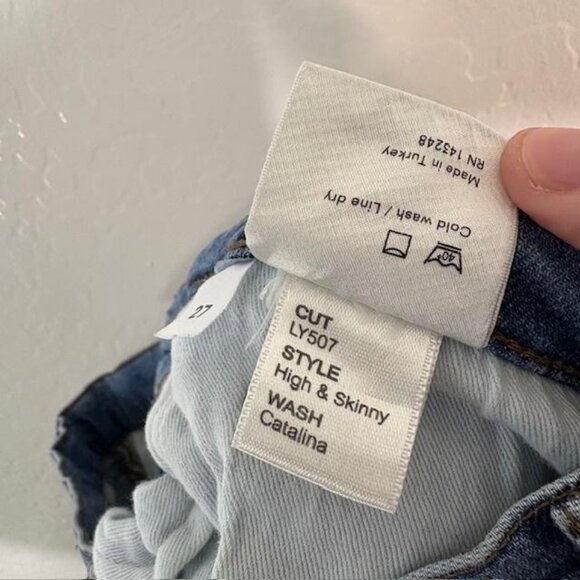 40°
Cold wash / Line dry
Made in Turkey
RN 143248
27
CUT
LY507
STYLE
High & Skinny
WASH
Catalina